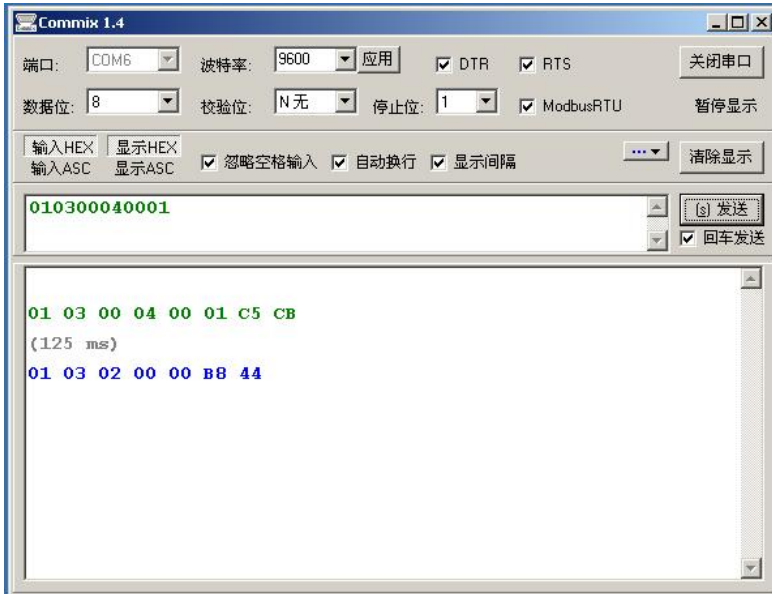 Commix 1.4
端口: COM6 波特率: 9600 应用 DTR RTS 关闭串口
数据位: 8 校验位: N 无 停止位: 1 ModbusRTU 暂停显示
输入HEX 显示HEX
输入ASC 显示ASC 忽略空格输入 自动换行 显示间隔 ... 清除显示
010300040001 (s) 发送
回车发送
01 03 00 04 00 01 C5 CB
(125 ms)
01 03 02 00 00 B8 44